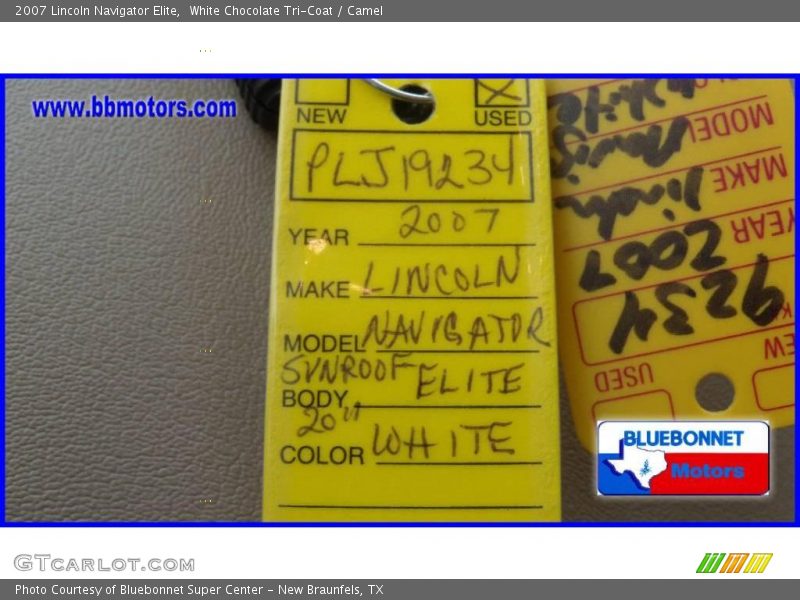 2007 Lincoln Navigator Elite,  White Chocolate Tri-Coat / Camel
www.bbmotors.com
NEW USED
PLJ19234
YEAR 2007
MAKE LINCOLN
MODEL NAVIGATOR
SUNROOF ELITE
BODY
20"
COLOR WHITE
MODEL
MAKE
YEAR 2007
9234
USED
BLUEBONNET
Motors
GTCARLOT.COM
Photo Courtesy of Bluebonnet Super Center - New Braunfels, TX